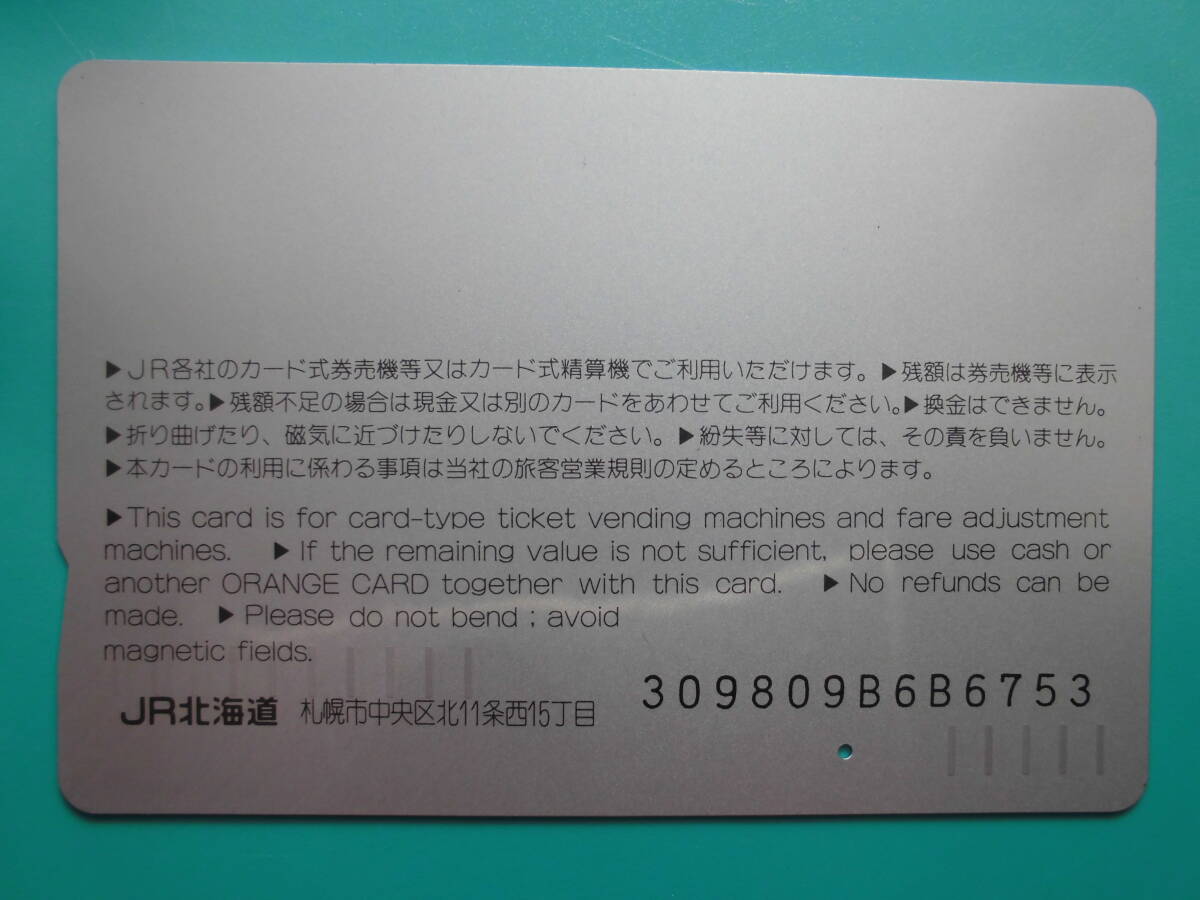 ▶JR各社のカード式券売機等又はカード式精算機でご利用いただけます。▶残額は券売機等に表示
されます。▶残額不足の場合は現金又は別のカードをあわせてご利用ください。▶換金はできません。
▶折り曲げたり、磁気に近づけたりしないでください。▶紛失等に対しては、その責を負いません。
▶本カードの利用に係わる事項は当社の旅客営業規則の定めるところによります。
▶This card is for card-type ticket vending machines and fare adjustment
machines. ▶If the remaining value is not sufficient, please use cash or
another ORANGE CARD together with this card. ▶No refunds can be
made. ▶Please do not bend ; avoid
magnetic fields.
309809B6B6753
JR北海道 札幌市中央区北11条西15丁目